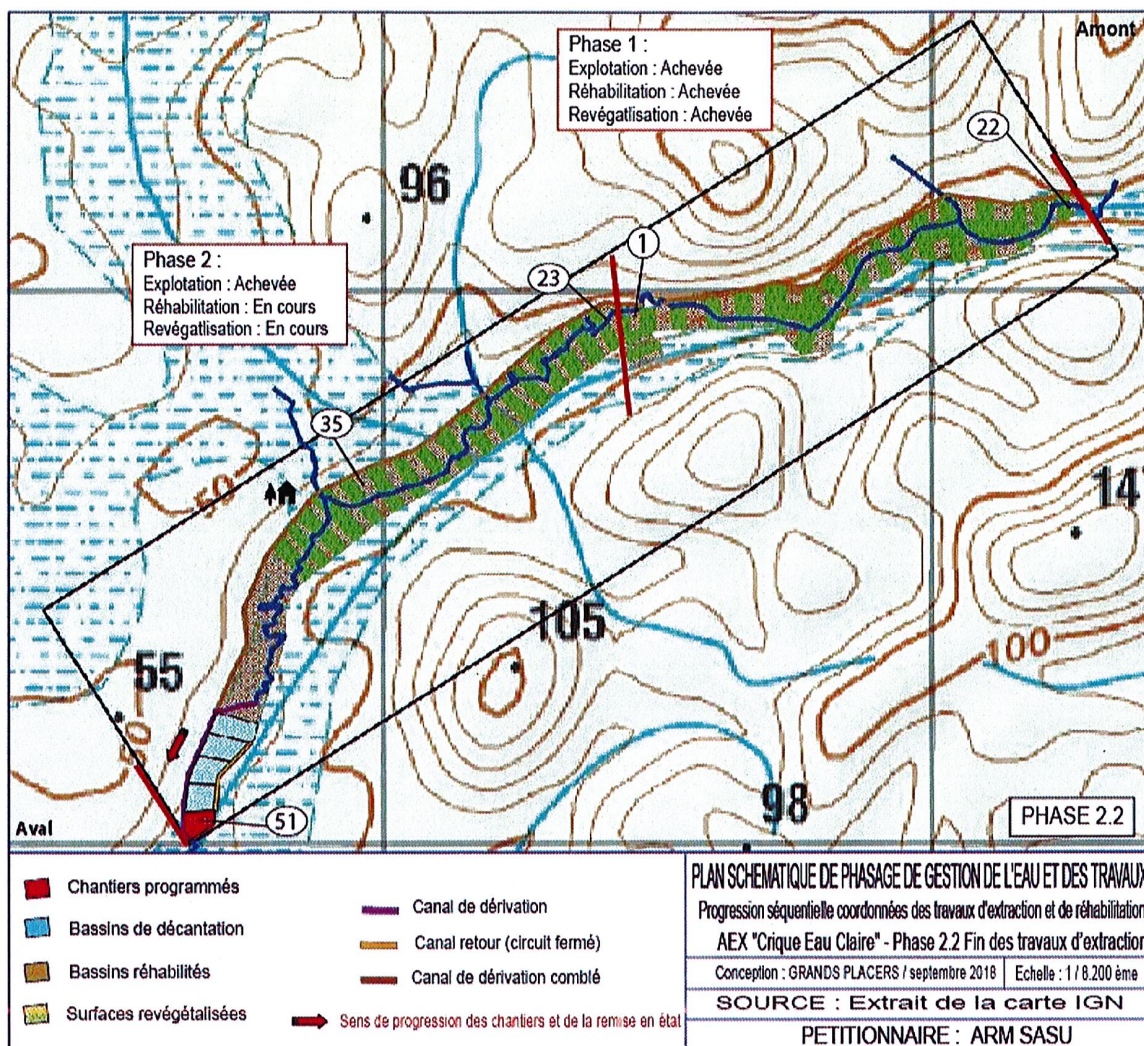 Amont
Phase 1 :
Explotation : Achevée
Réhabilitation : Achevée
Revégatlisation : Achevée
22
96
1
23
Phase 2 :
Explotation : Achevée
Réhabilitation : En cours
Revégatlisation : En cours
35
50
14
105
100
55
50
98
51
Aval
PHASE 2.2
Chantiers programmés
Bassins de décantation
Bassins réhabilités
Surfaces revégétalisées
Canal de dérivation
Canal retour (circuit fermé)
Canal de dérivation comblé
Sens de progression des chantiers et de la remise en état
PLAN SCHEMATIQUE DE PHASAGE DE GESTION DE L'EAU ET DES TRAVAUX
Progression séquentielle coordonnées des travaux d'extraction et de réhabilitation
AEX "Crique Eau Claire" - Phase 2.2 Fin des travaux d'extraction
Conception : GRANDS PLACERS / septembre 2018
Echelle : 1 / 8.200 ème
SOURCE : Extrait de la carte IGN
PETITIONNAIRE : ARM SASU